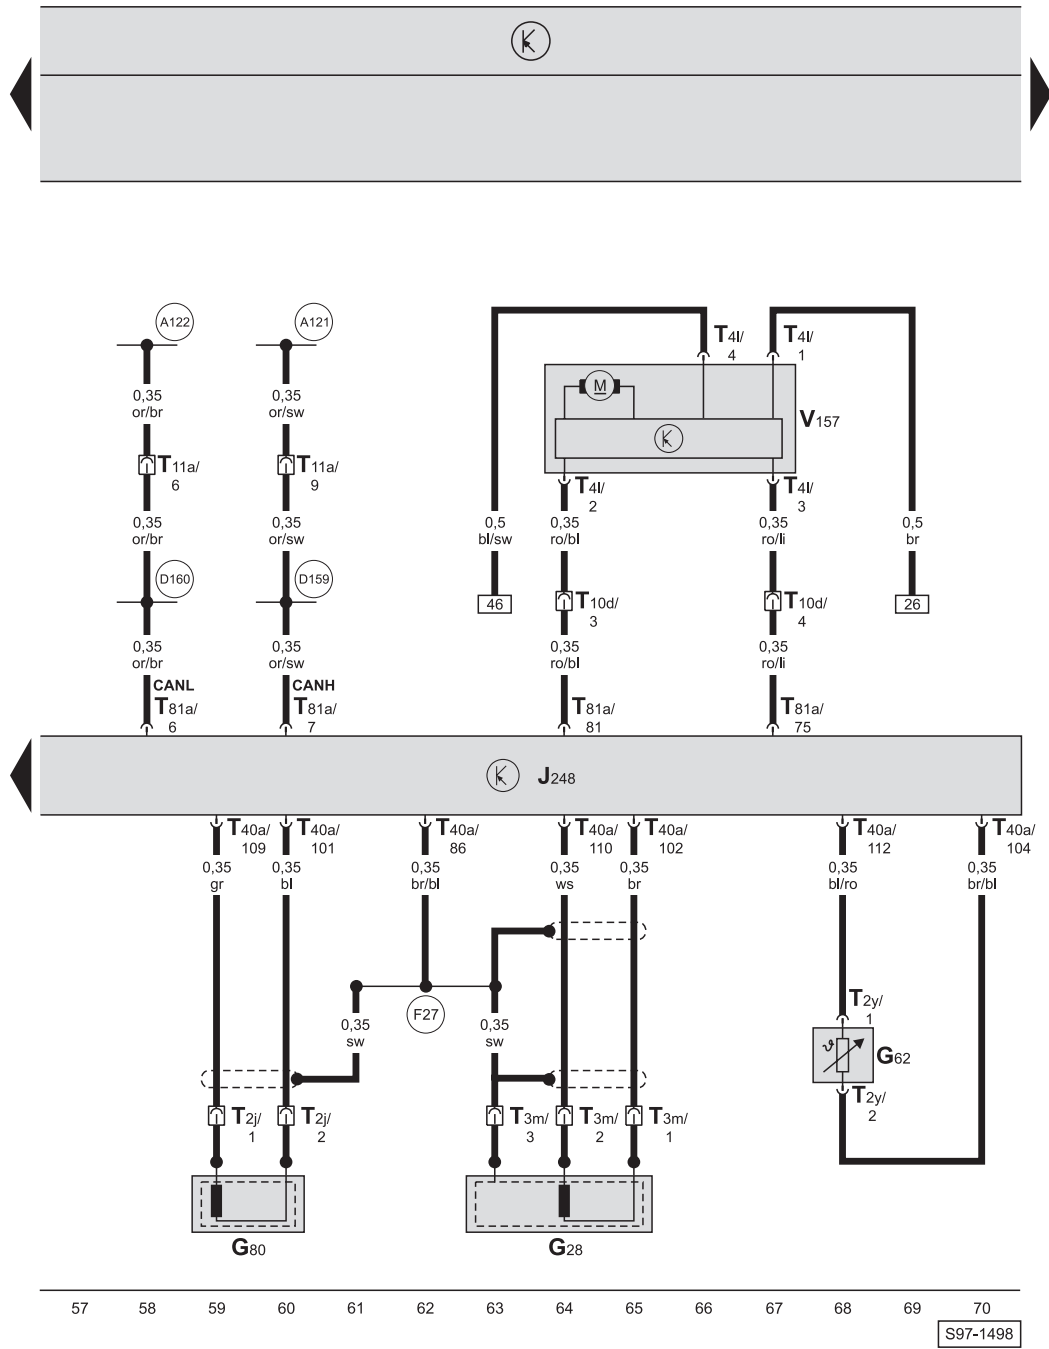 A122
A121
T4l/
4
T4l/
1
0,35
or/br
0,35
or/sw
M
V157
T11a/
6
T11a/
9
T4l/
2
T4l/
3
0,35
or/br
0,35
or/sw
0,5
bl/sw
0,35
ro/bl
0,35
ro/li
0,5
br
D160
D159
46
T10d/
3
T10d/
4
26
0,35
or/br
0,35
or/sw
0,35
ro/bl
0,35
ro/li
CANL
CANH
T81a/
6
T81a/
7
T81a/
81
T81a/
75
J248
T40a/
109
T40a/
101
T40a/
86
T40a/
110
T40a/
102
T40a/
112
T40a/
104
0,35
gr
0,35
bl
0,35
br/bl
0,35
ws
0,35
br
0,35
bl/ro
0,35
br/bl
F27
0,35
sw
0,35
sw
T2y/
1
ϑ
G62
T2y/
2
T2j/
1
T2j/
2
T3m/
3
T3m/
2
T3m/
1
G80
G28
57 58 59 60 61 62 63 64 65 66 67 68 69 70
S97-1498